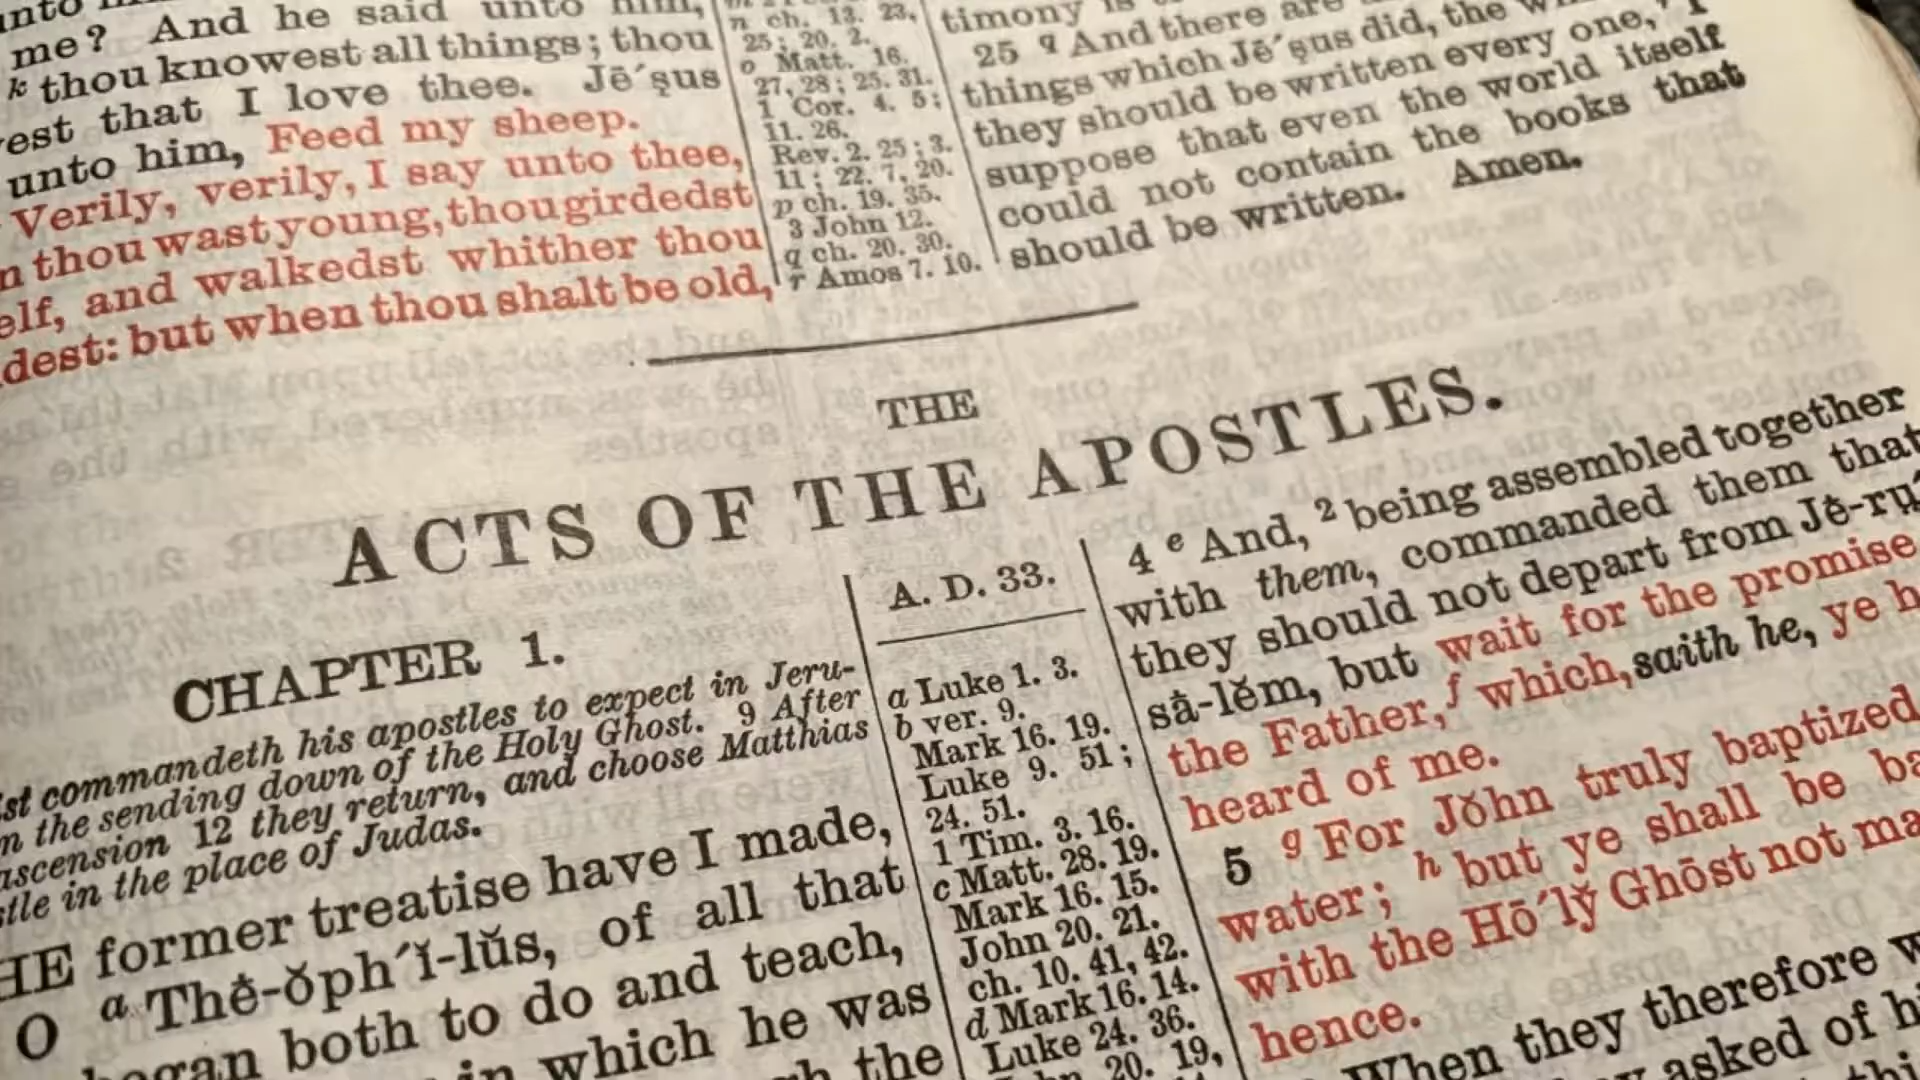 me? And he said unto him,
k thou knowest all things; thou
that I love thee. Jē´ṣus
unto him, Feed my sheep.
Verily, verily, I say unto thee,
thou wast young, thou girdedst
and walkedst whither thou
but when thou shalt be old,
n ch. 13. 23,
25; 20. 2.
o Matt. 16.
27, 28; 25. 31.
1 Cor. 4. 5;
11. 26.
Rev. 2. 25; 3.
11; 22. 7, 20.
p ch. 19. 35.
3 John 12.
q ch. 20. 30.
r Amos 7. 10.
timony is
25 q And there are
things which Jē´ṣus did, the
they should be written every one, r I
suppose that even the world itself
could not contain the books that
should be written. Amen.
THE
ACTS OF THE APOSTLES.
CHAPTER 1.
commandeth his apostles to expect in Jeru-
the sending down of the Holy Ghost. 9 After
ascension 12 they return, and choose Matthias
in the place of Judas.
former treatise have I made,
O a Thē̇-ŏph´ĭ-lŭs, of all that
both to do and teach,
in which he was
the
A. D. 33.
a Luke 1. 3.
b ver. 9.
Mark 16. 19.
Luke 9. 51;
24. 51.
1 Tim. 3. 16.
c Matt. 28. 19.
Mark 16. 15.
John 20. 21.
ch. 10. 41, 42.
d Mark 16. 14.
Luke 24. 36.
20. 19,
4 e And, 2 being assembled together
with them, commanded them that
they should not depart from Jē̇-rṳ´
så-lĕm, but wait for the promise
the Father, f which, saith he, ye
heard of me.
5 g For Jŏhn truly baptized
water; h but ye shall be
with the Hō´lў Ghōst not
hence.
When they therefore
asked of